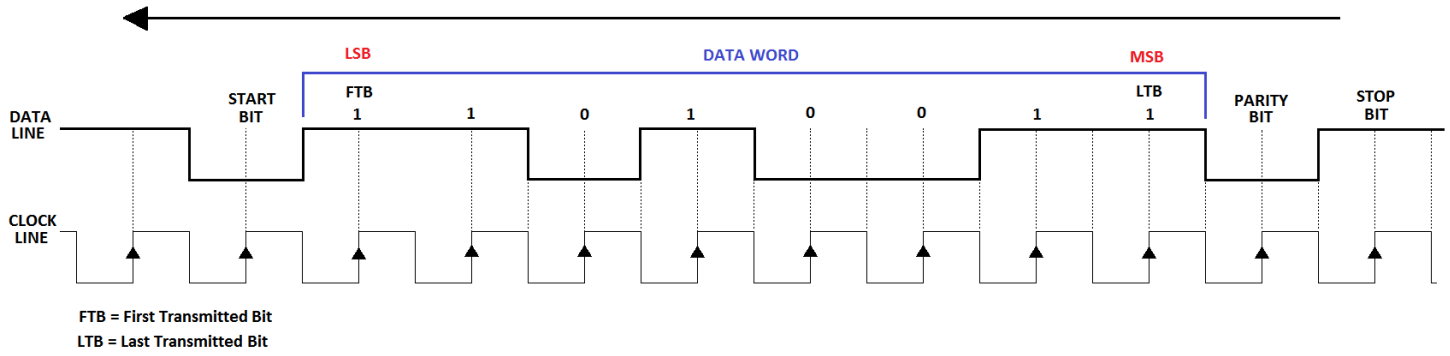 LSB DATA WORD MSB
START BIT
FTB
LTB
PARITY BIT
STOP BIT
DATA LINE
1 1 0 1 0 0 1 1
CLOCK LINE
FTB = First Transmitted Bit
LTB = Last Transmitted Bit